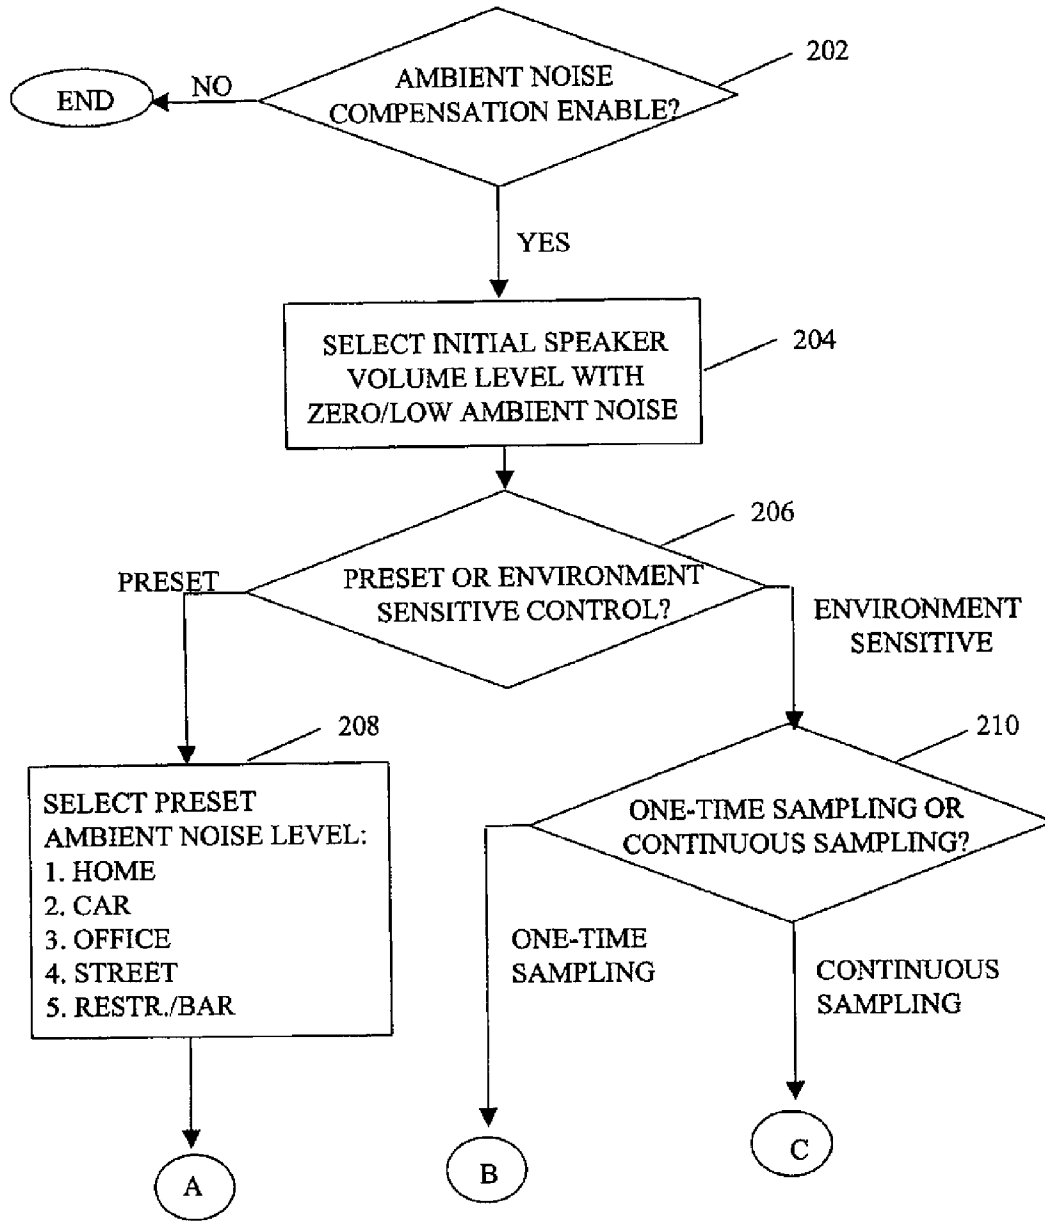 202
AMBIENT NOISE
COMPENSATION ENABLE?
NO
END
YES
204
SELECT INITIAL SPEAKER
VOLUME LEVEL WITH
ZERO/LOW AMBIENT NOISE
206
PRESET
PRESET OR ENVIRONMENT
SENSITIVE CONTROL?
ENVIRONMENT
SENSITIVE
208
SELECT PRESET
AMBIENT NOISE LEVEL:
1. HOME
2. CAR
3. OFFICE
4. STREET
5. RESTR./BAR
210
ONE-TIME SAMPLING OR
CONTINUOUS SAMPLING?
ONE-TIME
SAMPLING
CONTINUOUS
SAMPLING
A
B
C